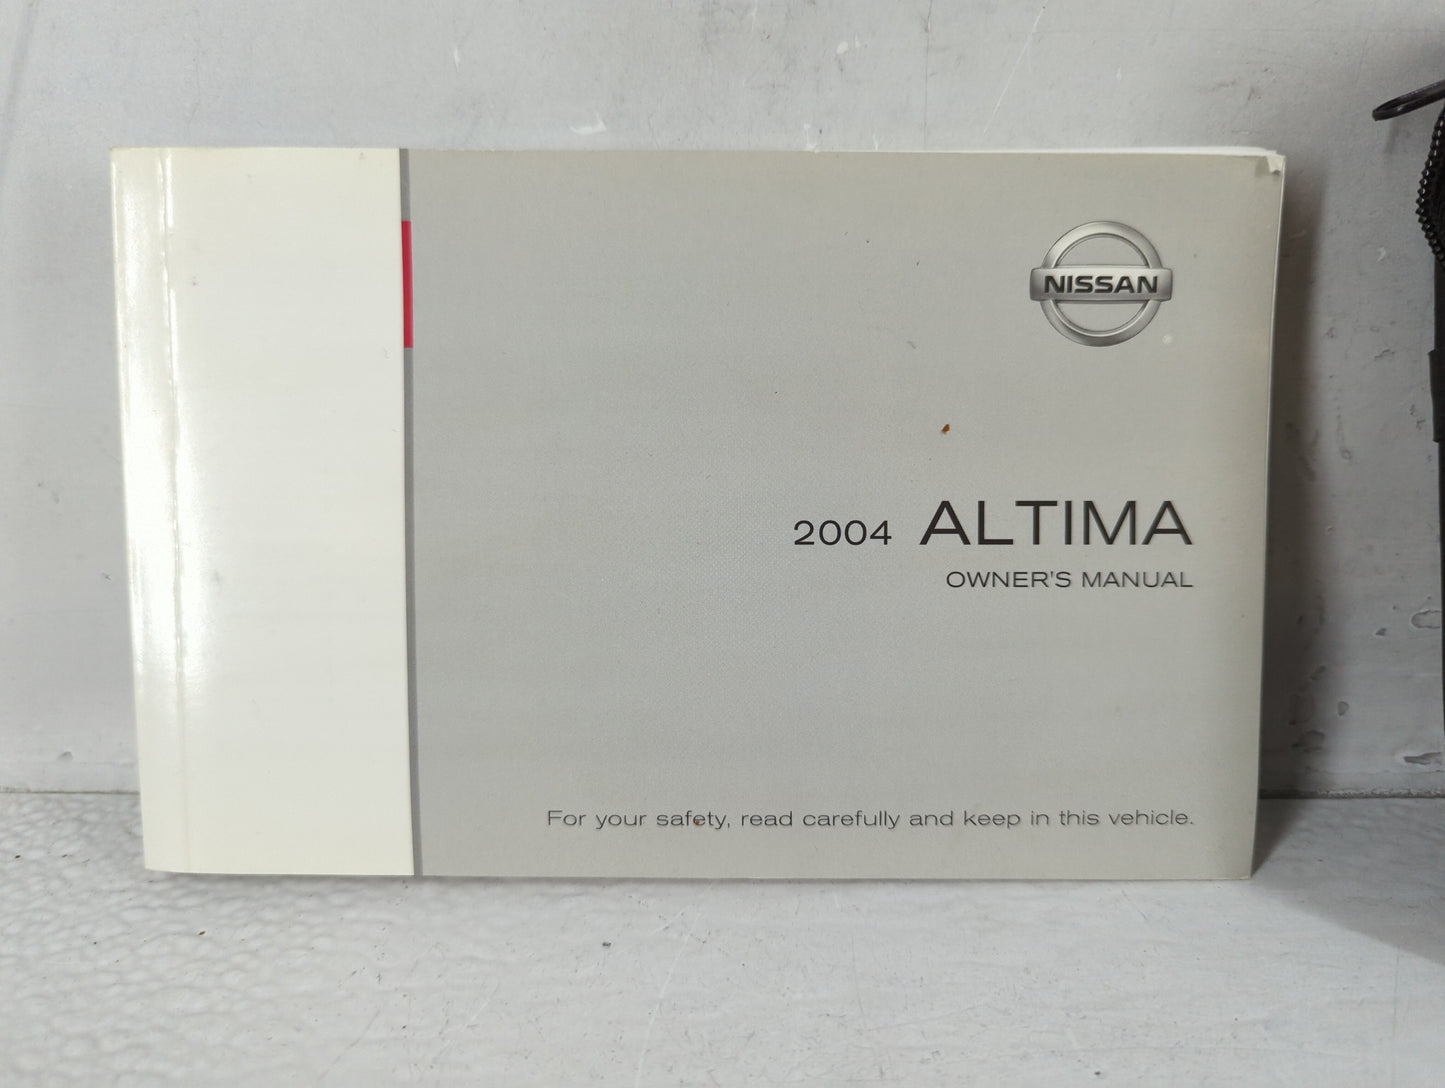 NISSAN
2004 ALTIMA
OWNER'S MANUAL
For your safety, read carefully and keep in this vehicle.